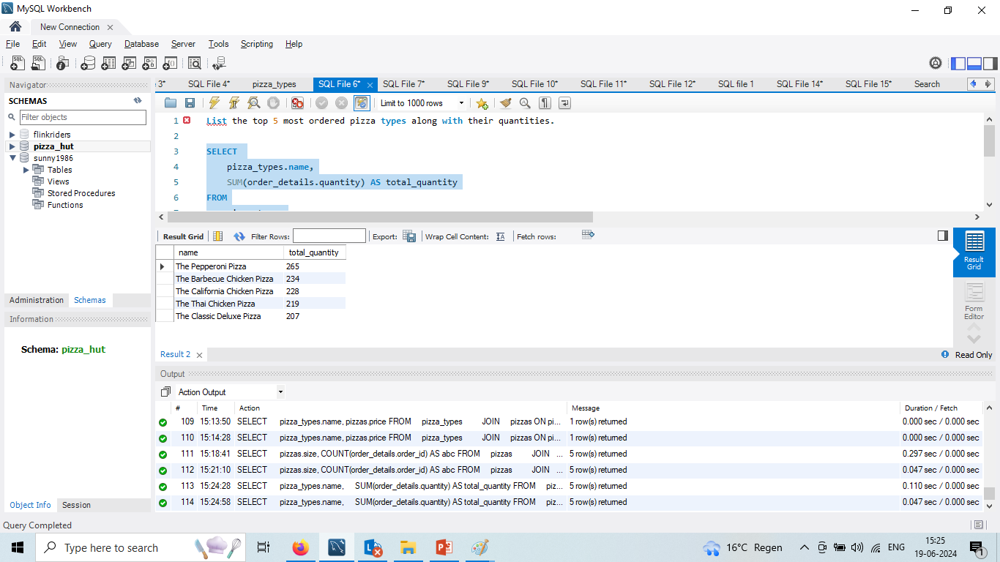 MySQL Workbench
New Connection
File Edit View Query Database Server Tools Scripting Help
Navigator
SCHEMAS
Filter objects
flinkriders
pizza_hut
sunny1986
Tables
Views
Stored Procedures
Functions
Administration Schemas
Information
Schema: pizza_hut
Object Info Session
3* SQL File 4* pizza_types SQL File 6* SQL File 7* SQL File 9* SQL File 10* SQL File 11* SQL File 12* SQL file 1 SQL File 14* SQL File 15* Search
Limit to 1000 rows
1 List the top 5 most ordered pizza types along with their quantities.
2
3 SELECT
4 pizza_types.name,
5 SUM(order_details.quantity) AS total_quantity
6 FROM
Result Grid Filter Rows: Export: Wrap Cell Content: Fetch rows:
name total_quantity
The Pepperoni Pizza 265
The Barbecue Chicken Pizza 234
The California Chicken Pizza 228
The Thai Chicken Pizza 219
The Classic Deluxe Pizza 207
Result Grid
Form Editor
Result 2 Read Only
Output
Action Output
# Time Action Message Duration / Fetch
109 15:13:50 SELECT pizza_types.name, pizzas.price FROM pizza_types JOIN pizzas ON pi... 1 row(s) returned 0.000 sec / 0.000 sec
110 15:14:28 SELECT pizza_types.name, pizzas.price FROM pizza_types JOIN pizzas ON pi... 1 row(s) returned 0.000 sec / 0.000 sec
111 15:18:41 SELECT pizzas.size, COUNT(order_details.order_id) AS abc FROM pizzas JOIN ... 5 row(s) returned 0.297 sec / 0.000 sec
112 15:21:10 SELECT pizzas.size, COUNT(order_details.order_id) AS abc FROM pizzas JOIN ... 5 row(s) returned 0.047 sec / 0.000 sec
113 15:24:28 SELECT pizza_types.name, SUM(order_details.quantity) AS total_quantity FROM piz... 5 row(s) returned 0.110 sec / 0.000 sec
114 15:24:58 SELECT pizza_types.name, SUM(order_details.quantity) AS total_quantity FROM piz... 5 row(s) returned 0.047 sec / 0.000 sec
Query Completed
Type here to search
16°C Regen
ENG
15:25
19-06-2024
1